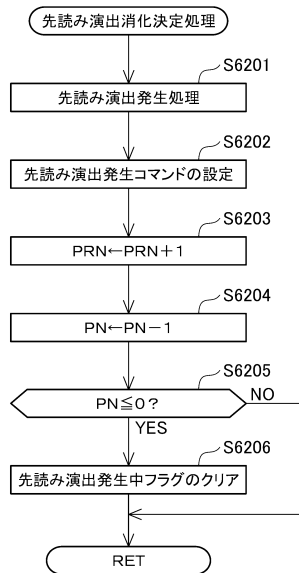 先読み演出消化決定処理
S6201
先読み演出発生処理
S6202
先読み演出発生コマンドの設定
S6203
PRN←PRN+1
S6204
PN←PN−1
S6205
PN≦0?
NO
YES
S6206
先読み演出発生中フラグのクリア
RET